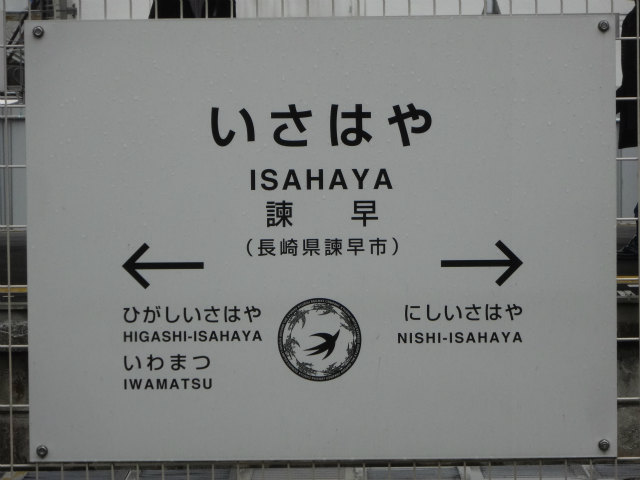 いさはや
ISAHAYA
諫早
（長崎県諫早市）
ひがしいさはや
HIGASHI-ISAHAYA
いわまつ
IWAMATSU
にしいさはや
NISHI-ISAHAYA